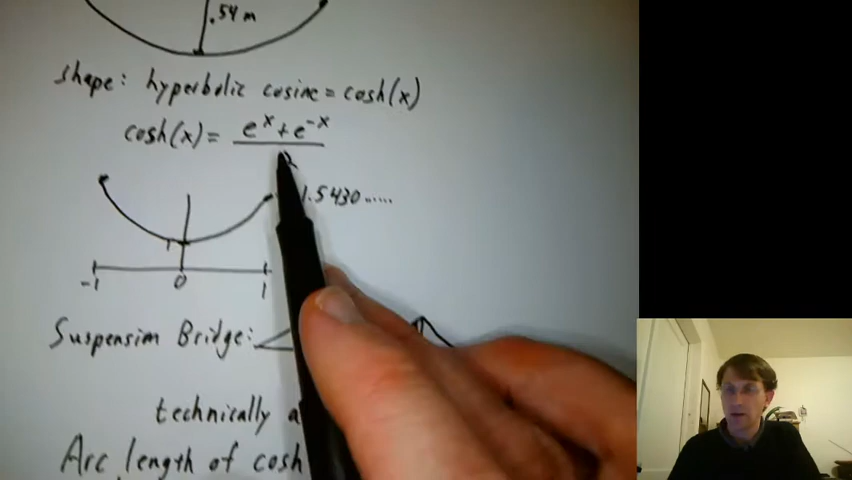 .54 m
shape: hyperbolic cosine = cosh(x)
cosh(x) = e^x + e^-x / 2
1.5430......
1
-1 0 1
Suspension Bridge:
technically a
Arc length of cosh